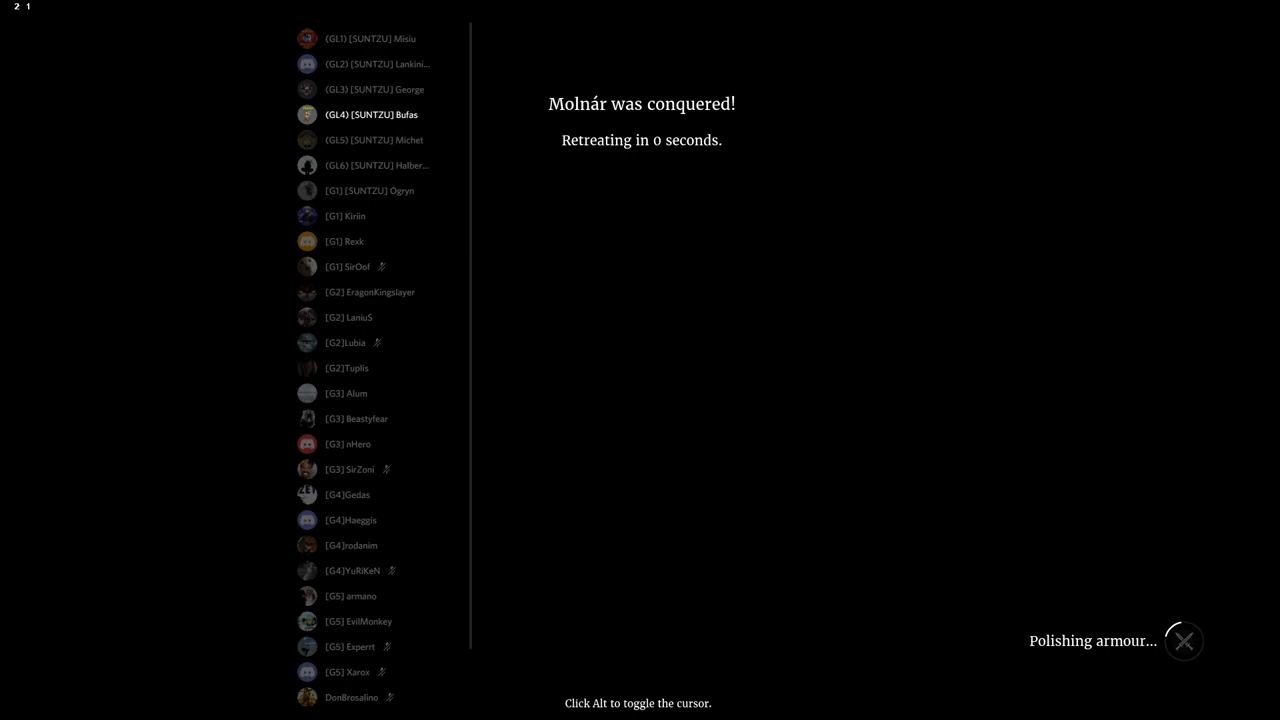 2 1
(GL1) [SUNTZU] Misiu
(GL2) [SUNTZU] Lankini...
(GL3) [SUNTZU] George
(GL4) [SUNTZU] Bufas
(GL5) [SUNTZU] Michet
(GL6) [SUNTZU] Halber...
[G1] [SUNTZU] Ogryn
[G1] Kiriin
[G1] Rexk
[G1] SirOof
[G2] EragonKingslayer
[G2] LaniuS
[G2]Lubia
[G2]Tuplis
[G3] Alum
[G3] Beastyfear
[G3] nHero
[G3] SirZoni
[G4]Gedas
[G4]Haeggis
[G4]rodanim
[G4]YuRiKeN
[G5] armano
[G5] EvilMonkey
[G5] Experrt
[G5] Xarox
DonBrosalino
Molnár was conquered!
Retreating in 0 seconds.
Polishing armour...
Click Alt to toggle the cursor.